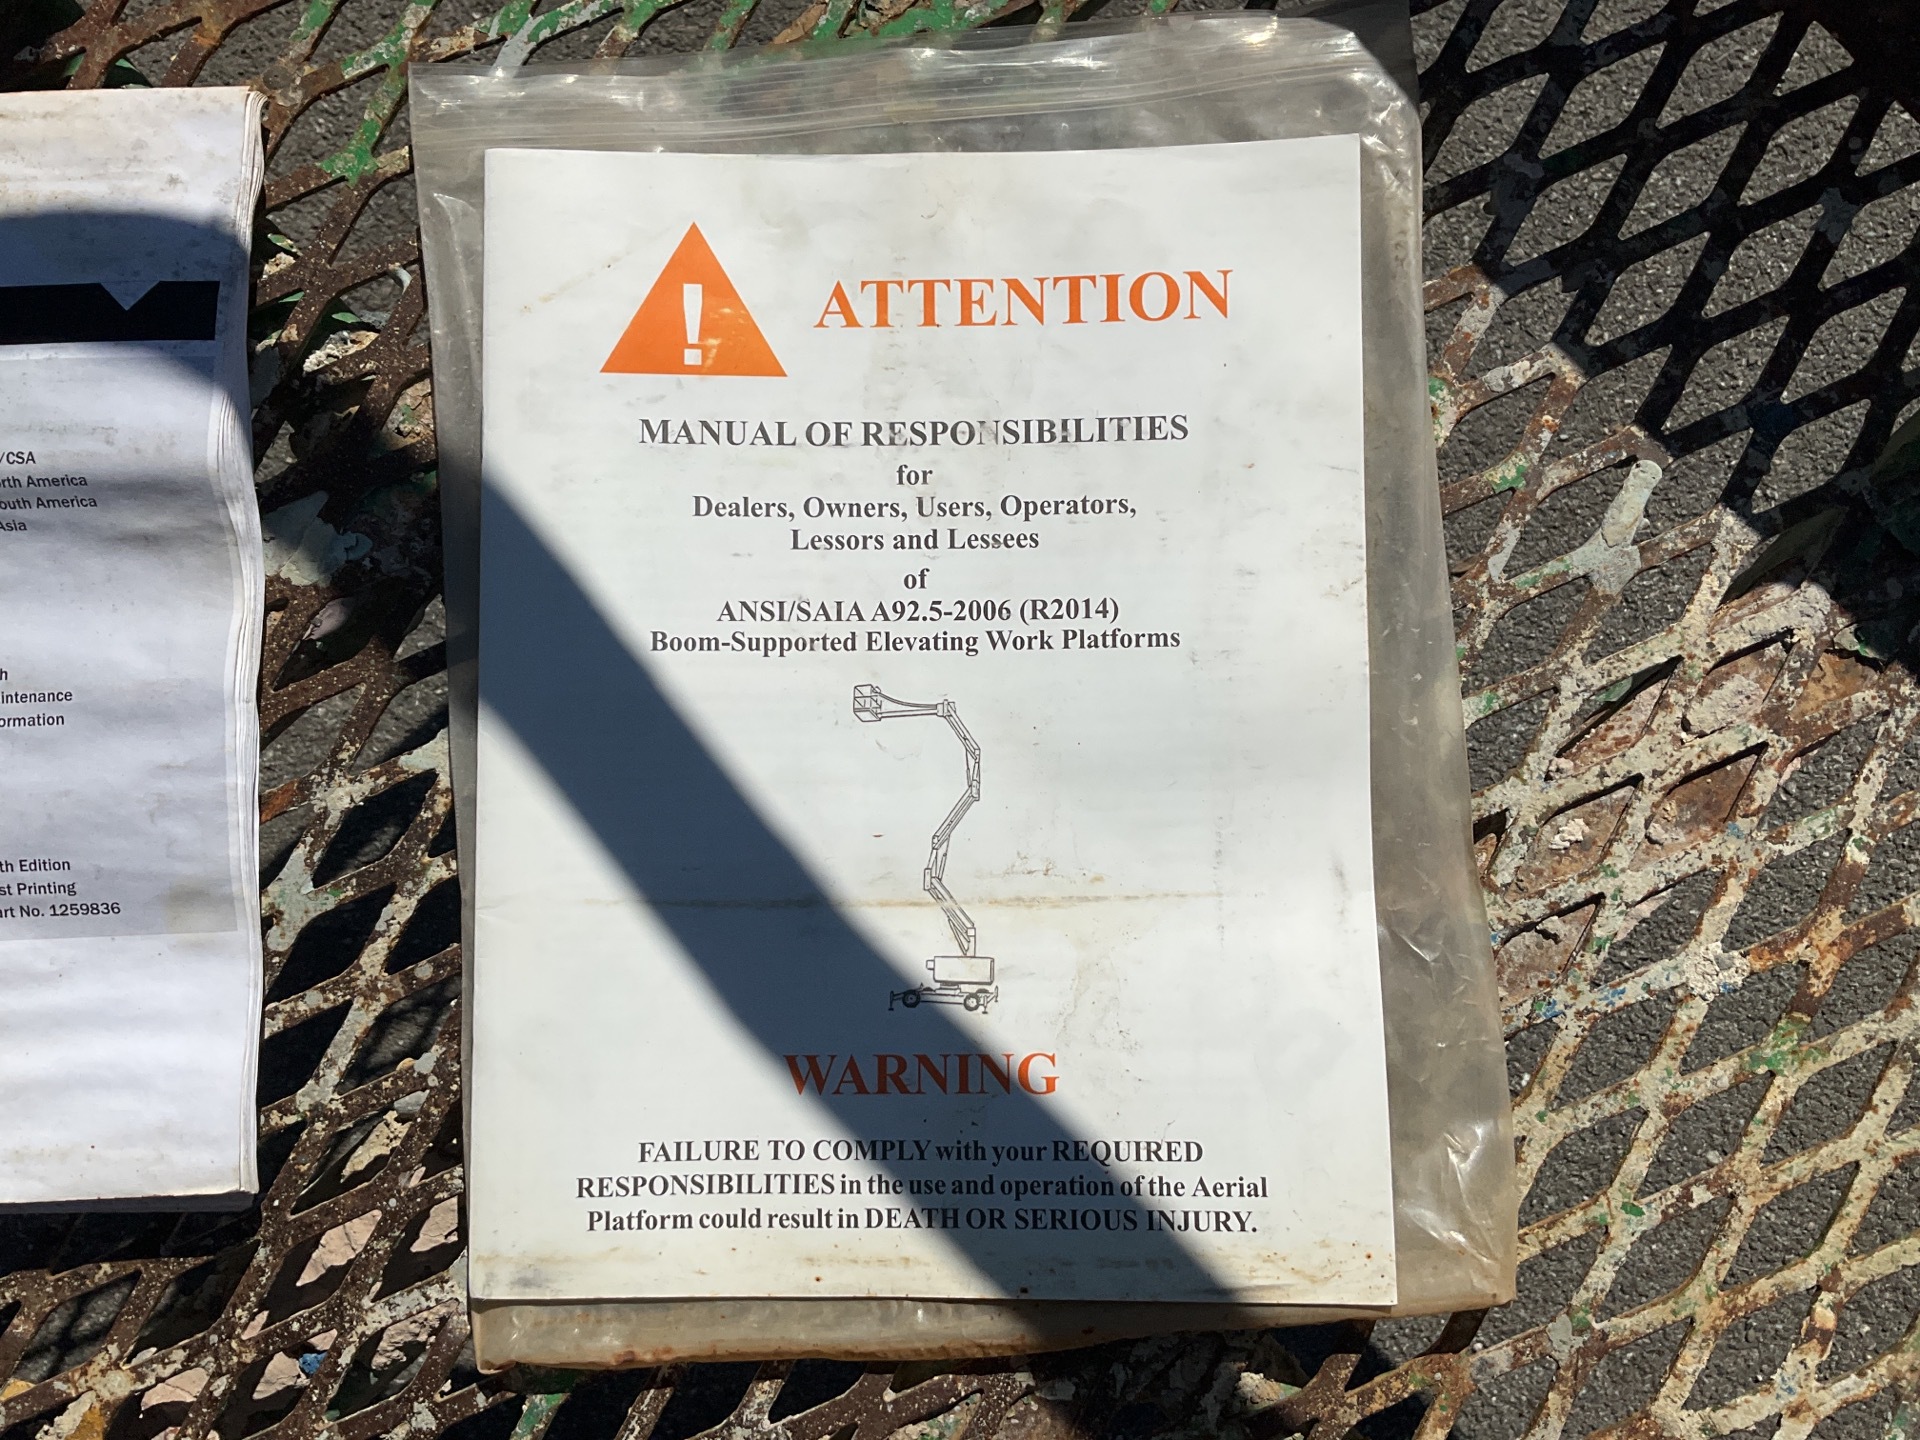 /CSA
rth America
outh America
Asia
h
intenance
ormation
th Edition
st Printing
art No. 1259836
! ATTENTION
MANUAL OF RESPONSIBILITIES
for
Dealers, Owners, Users, Operators,
Lessors and Lessees
of
ANSI/SAIA A92.5-2006 (R2014)
Boom-Supported Elevating Work Platforms
WARNING
FAILURE TO COMPLY with your REQUIRED
RESPONSIBILITIES in the use and operation of the Aerial
Platform could result in DEATH OR SERIOUS INJURY.